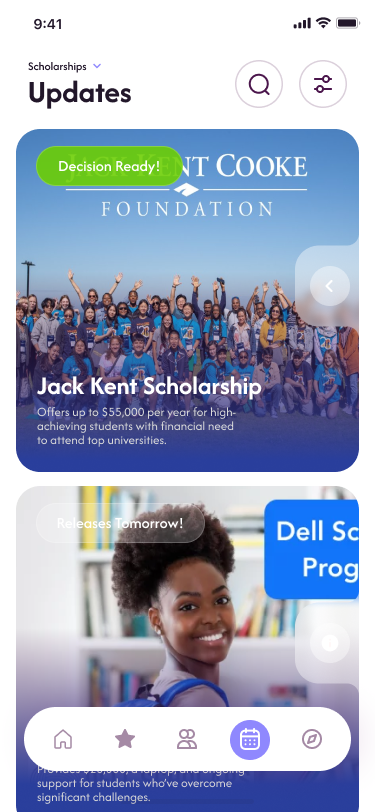 9:41
Scholarships
Updates
Decision Ready!
JACK KENT COOKE
FOUNDATION
Jack Kent Scholarship
Offers up to $55,000 per year for high-
achieving students with financial need
to attend top universities.
Releases Tomorrow!
Dell Sc
Prog
Provides $20,000, a laptop, and ongoing
support for students who've overcome
significant challenges.